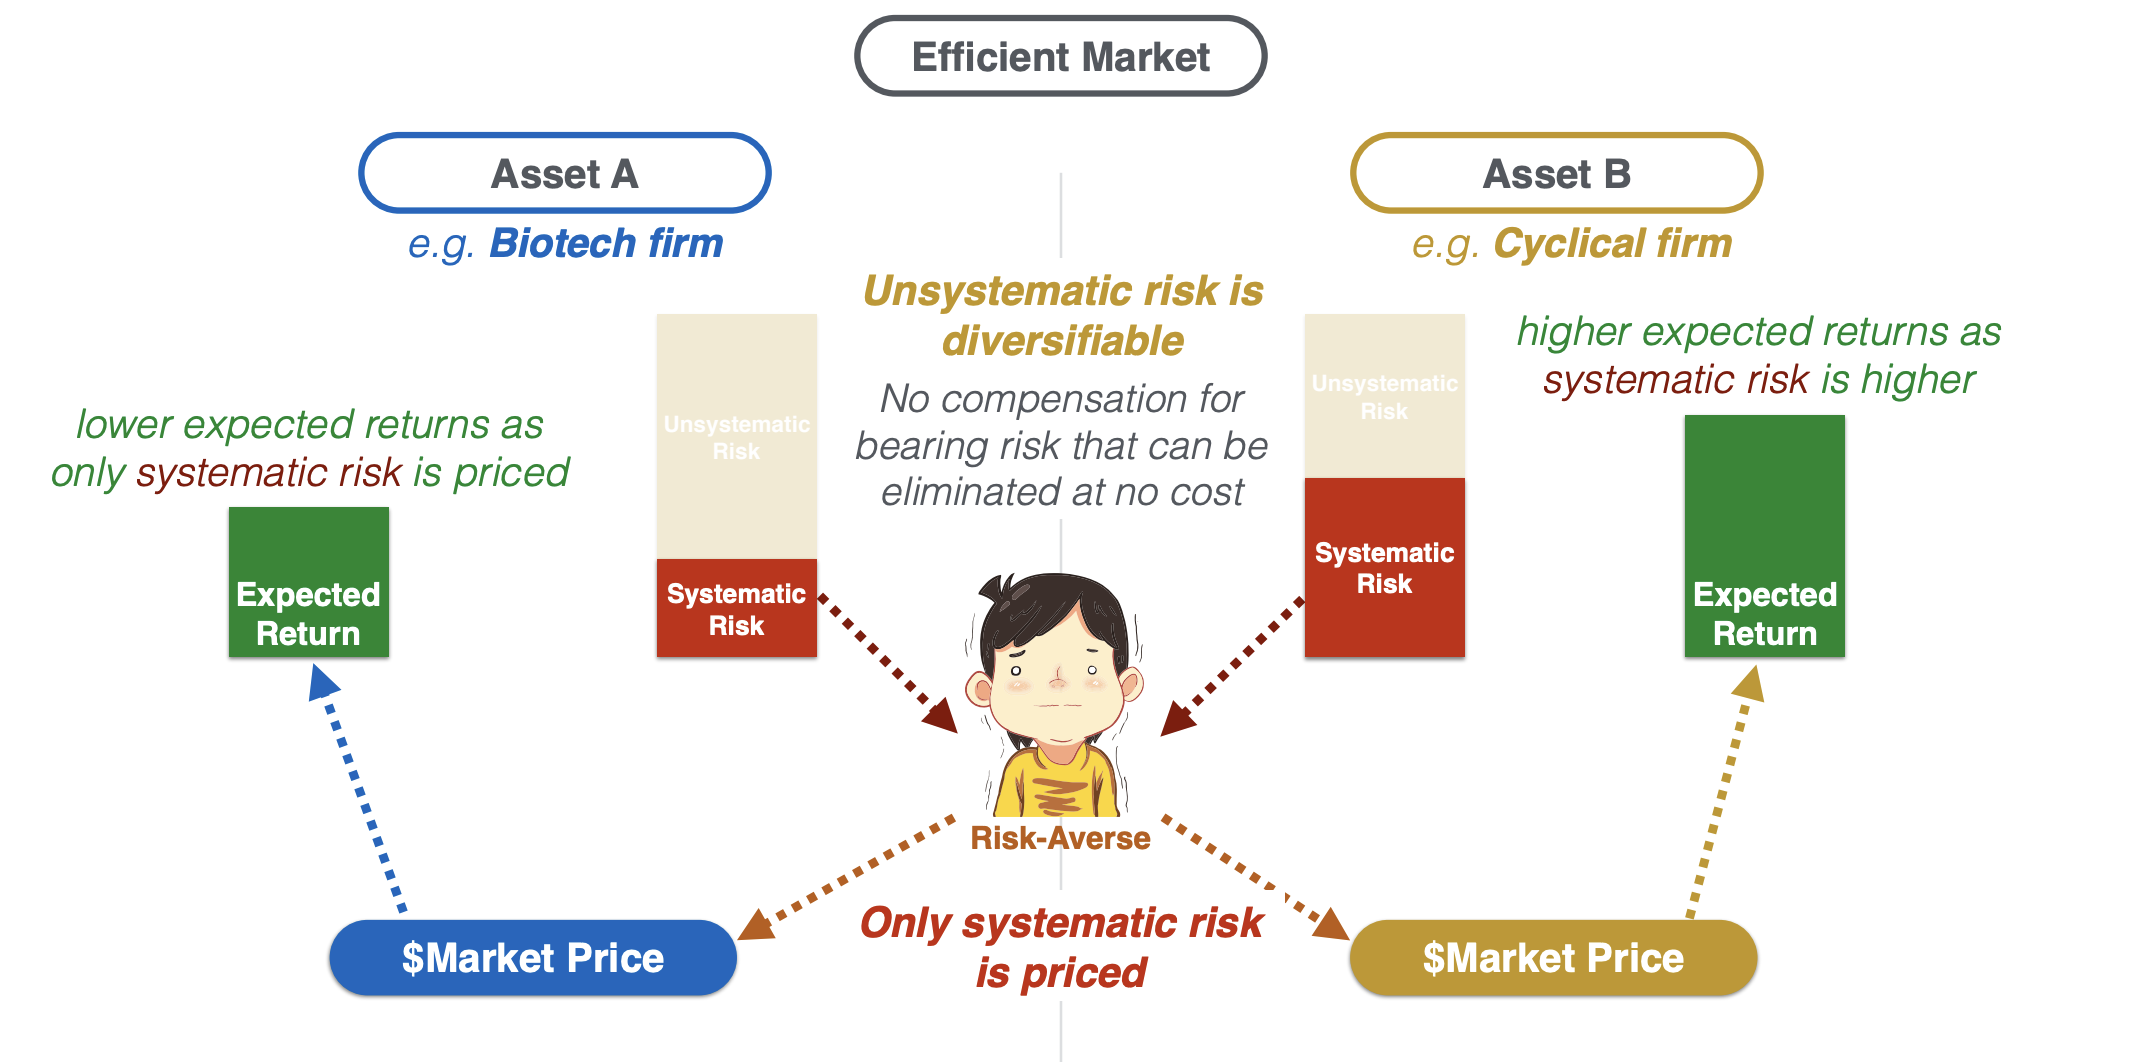 Efficient Market
Asset A
e.g. Biotech firm
Asset B
e.g. Cyclical firm
lower expected returns as
only systematic risk is priced
Expected
Return
Unsystematic
Risk
Systematic
Risk
Unsystematic risk is
diversifiable
No compensation for
bearing risk that can be
eliminated at no cost
Unsystematic
Risk
Systematic
Risk
higher expected returns as
systematic risk is higher
Expected
Return
Risk-Averse
Only systematic risk
is priced
$Market Price
$Market Price